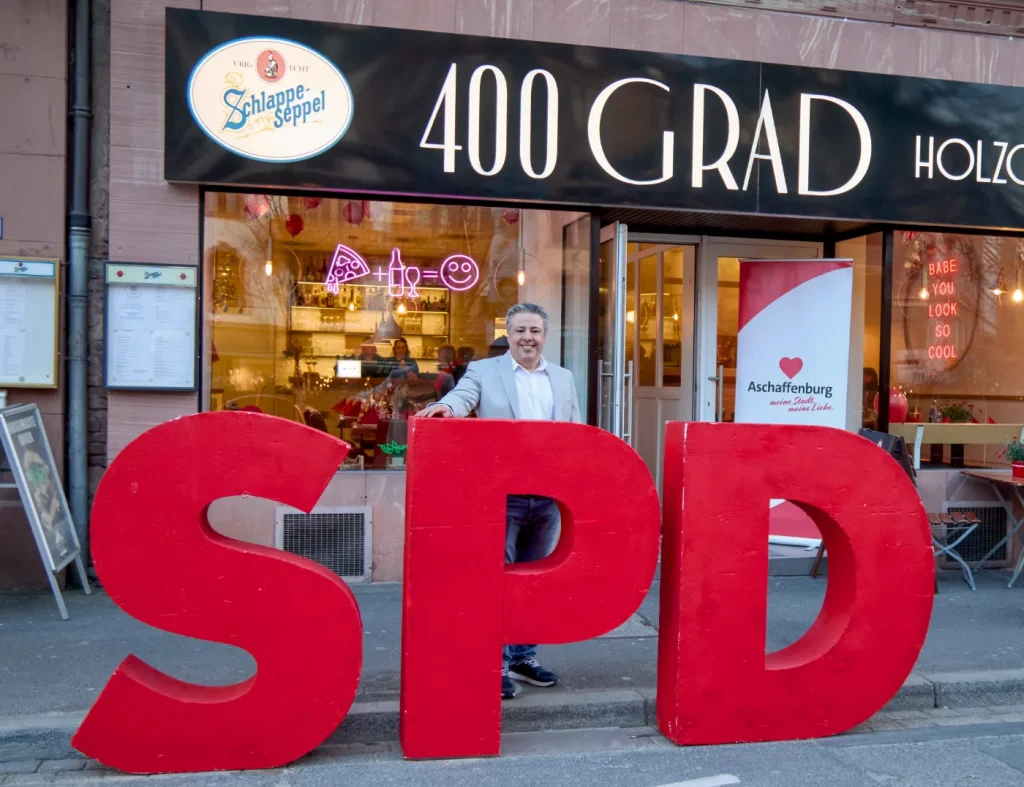 URIG ECHT
Schlappe-
Seppel
400 GRAD
HOLZO
BABE
YOU
LOOK
SO
COOL
Aschaffenburg
meine Stadt,
meine Liebe.
SPD